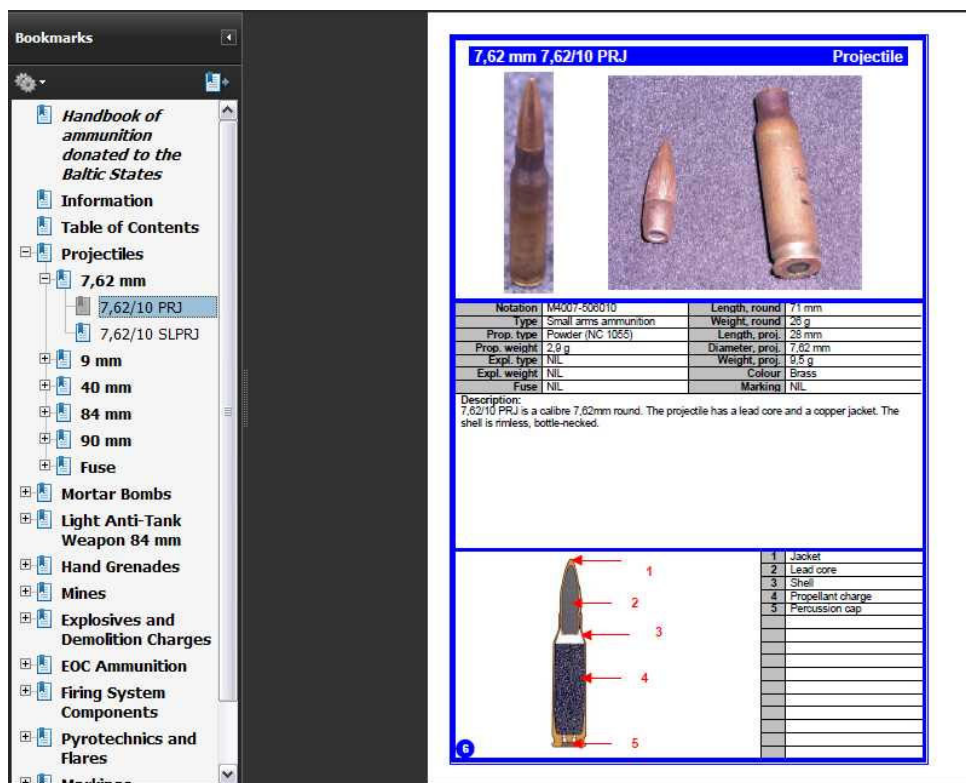 Bookmarks
Handbook of
ammunition
donated to the
Baltic States
Information
Table of Contents
Projectiles
7,62 mm
7,62/10 PRJ
7,62/10 SLPRJ
9 mm
40 mm
84 mm
90 mm
Fuse
Mortar Bombs
Light Anti-Tank
Weapon 84 mm
Hand Grenades
Mines
Explosives and
Demolition Charges
EOC Ammunition
Firing System
Components
Pyrotechnics and
Flares
Markings
7,62 mm 7,62/10 PRJ Projectile
Notation M4007-506010 Length, round 71 mm
Type Small arms ammunition Weight, round 26 g
Prop. type Powder (NC 1055) Length, proj. 28 mm
Prop. weight 2,9 g Diameter, proj. 7,62 mm
Expl. type NIL Weight, proj. 9,5 g
Expl. weight NIL Colour Brass
Fuse NIL Marking NIL
Description:
7,62/10 PRJ is a calibre 7,62mm round. The projectile has a lead core and a copper jacket. The
shell is rimless, bottle-necked.
1 Jacket
2 Lead core
3 Shell
4 Propellant charge
5 Percussion cap
1
2
3
4
5
6